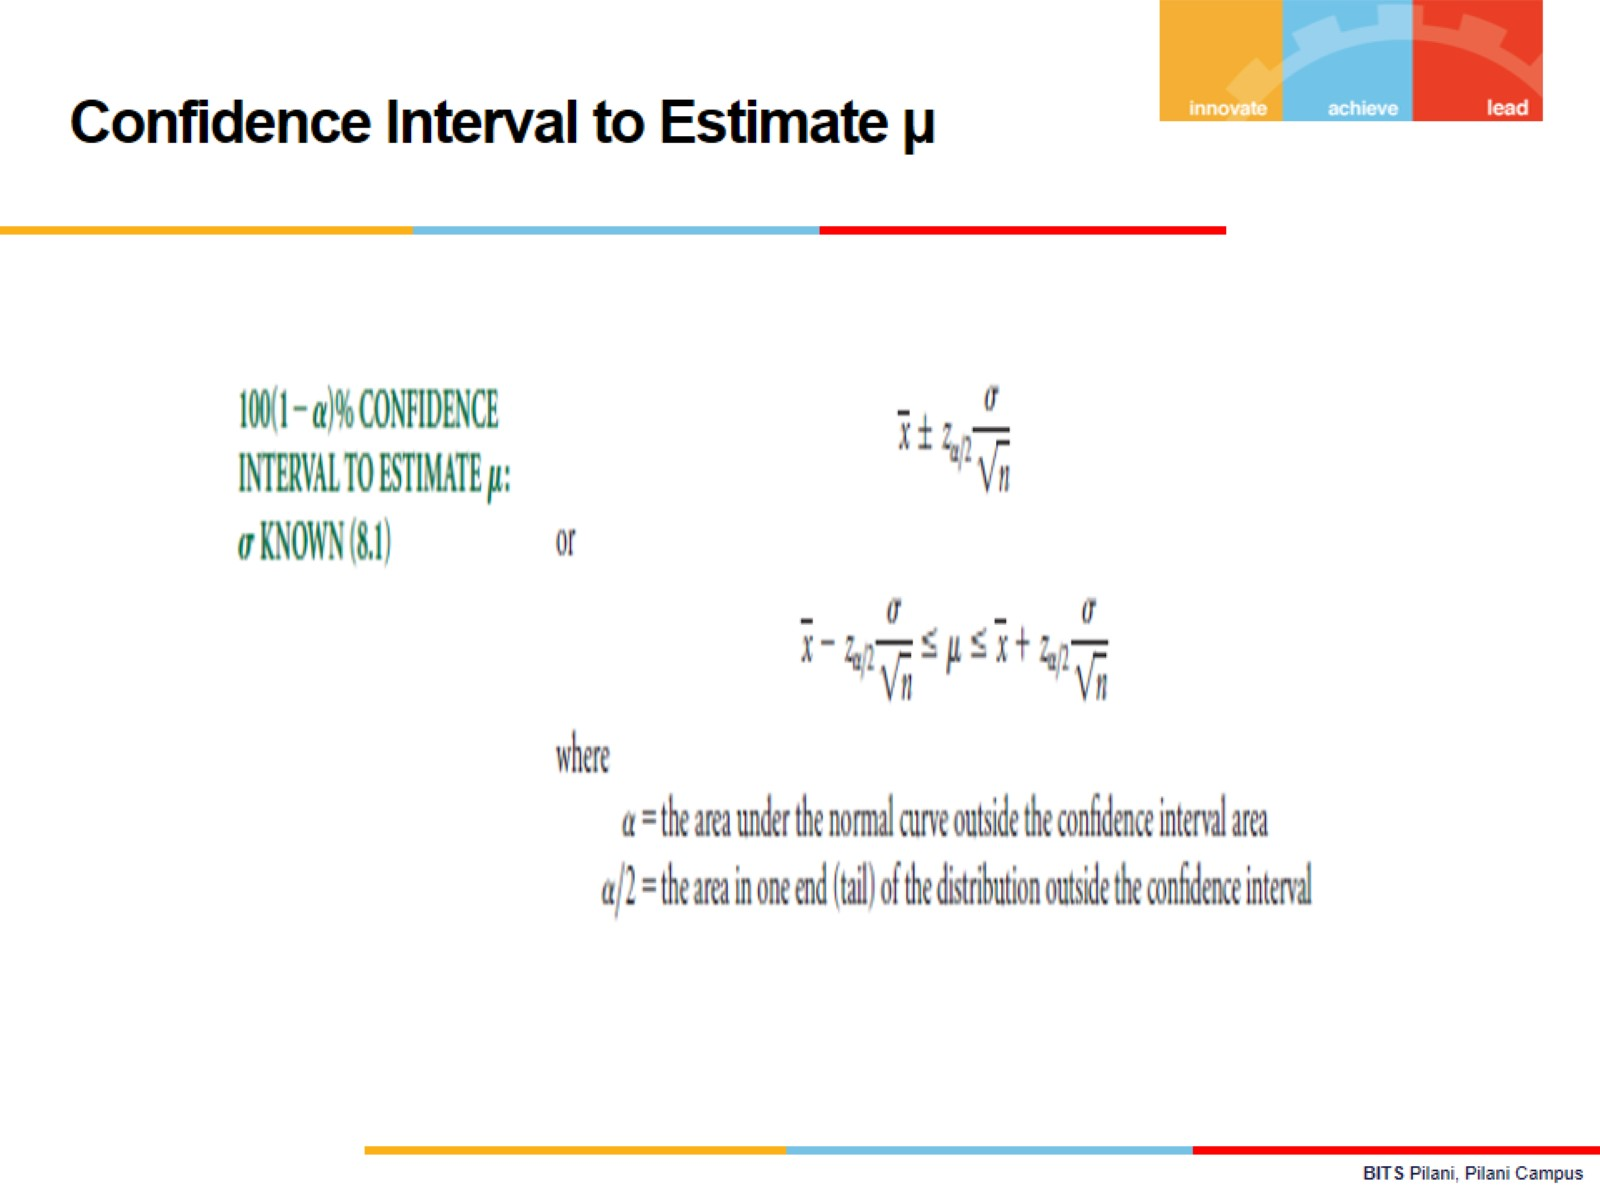 innovate achieve lead
Confidence Interval to Estimate μ
100(1 − α)% CONFIDENCE
INTERVAL TO ESTIMATE μ:
σ KNOWN (8.1)
x̄ ± z_{α/2} σ/√n
or
x̄ − z_{α/2} σ/√n ≤ μ ≤ x̄ + z_{α/2} σ/√n
where
α = the area under the normal curve outside the confidence interval area
α/2 = the area in one end (tail) of the distribution outside the confidence interval
BITS Pilani, Pilani Campus